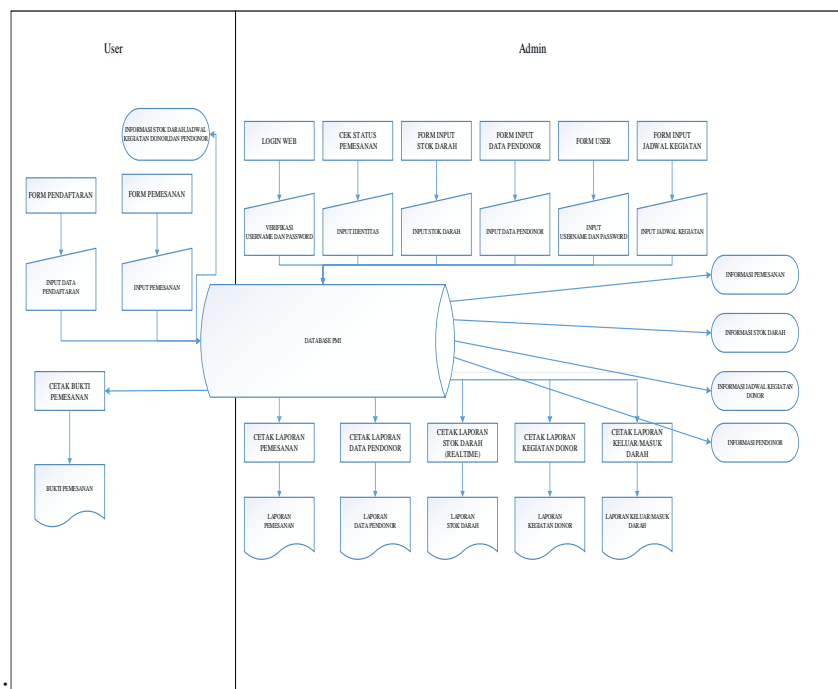 User
Admin
INFORMASI STOK DARAH,JADWAL
KEGIATAN DONOR,DAN PENDONOR
LOGIN WEB
CEK STATUS
PEMESANAN
FORM INPUT
STOK DARAH
FORM INPUT
DATA PENDONOR
FORM USER
FORM INPUT
JADWAL KEGIATAN
FORM PENDAFTARAN
FORM PEMESANAN
VERIFIKASI
USERNAME DAN PASSWORD
INPUT IDENTITAS
INPUT STOK DARAH
INPUT DATA PENDONOR
INPUT
USERNAME DAN PASSWORD
INPUT JADWAL KEGIATAN
INPUT DATA
PENDAFTARAN
INPUT PEMESANAN
INFORMASI PEMESANAN
DATABASE PMI
INFORMASI STOK DARAH
INFORMASI JADWAL KEGIATAN
DONOR
CETAK BUKTI
PEMESANAN
CETAK LAPORAN
PEMESANAN
CETAK LAPORAN
DATA PENDONOR
CETAK LAPORAN
STOK DARAH
(REALTIME)
CETAK LAPORAN
KEGIATAN DONOR
CETAK LAPORAN
KELUAR/MASUK
DARAH
INFORMASI PENDONOR
BUKTI PEMESANAN
LAPORAN
PEMESANAN
LAPORAN
DATA PENDONOR
LAPORAN
STOK DARAH
LAPORAN
KEGIATAN DONOR
LAPORAN KELUAR/MASUK
DARAH